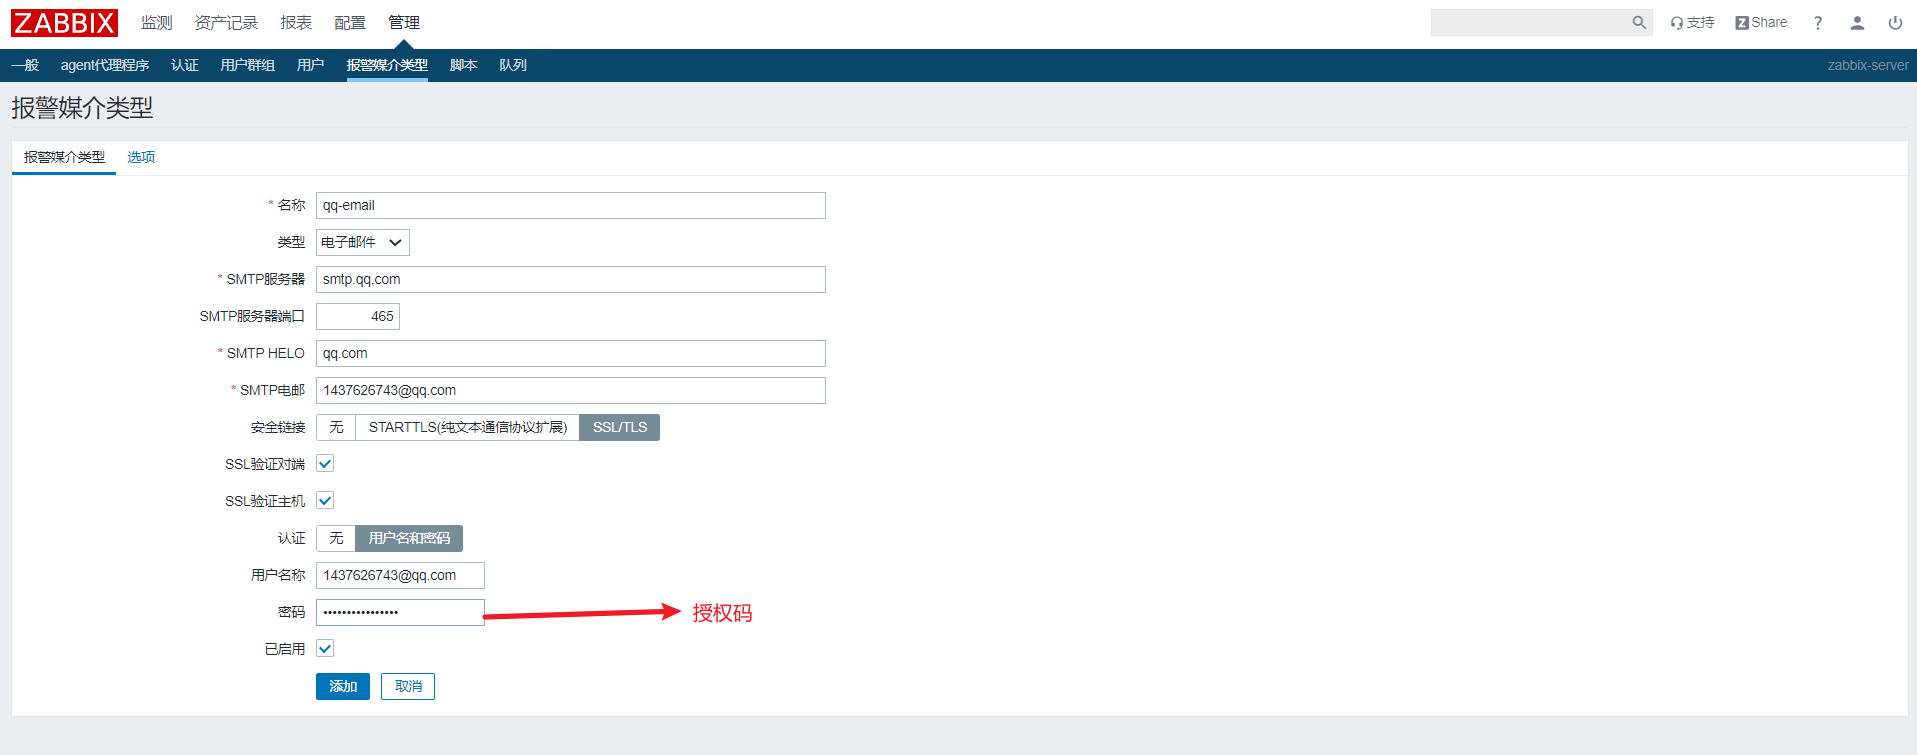 ZABBIX 监测 资产记录 报表 配置 管理 支持 Z Share ?
一般 agent代理程序 认证 用户群组 用户 报警媒介类型 脚本 队列 zabbix-server
报警媒介类型
报警媒介类型 选项
* 名称 qq-email
类型 电子邮件
* SMTP服务器 smtp.qq.com
SMTP服务器端口 465
* SMTP HELO qq.com
* SMTP电邮 1437626743@qq.com
安全链接 无 STARTTLS(纯文本通信协议扩展) SSL/TLS
SSL验证对端
SSL验证主机
认证 无 用户名和密码
用户名称 1437626743@qq.com
密码 ················ 授权码
已启用
添加 取消